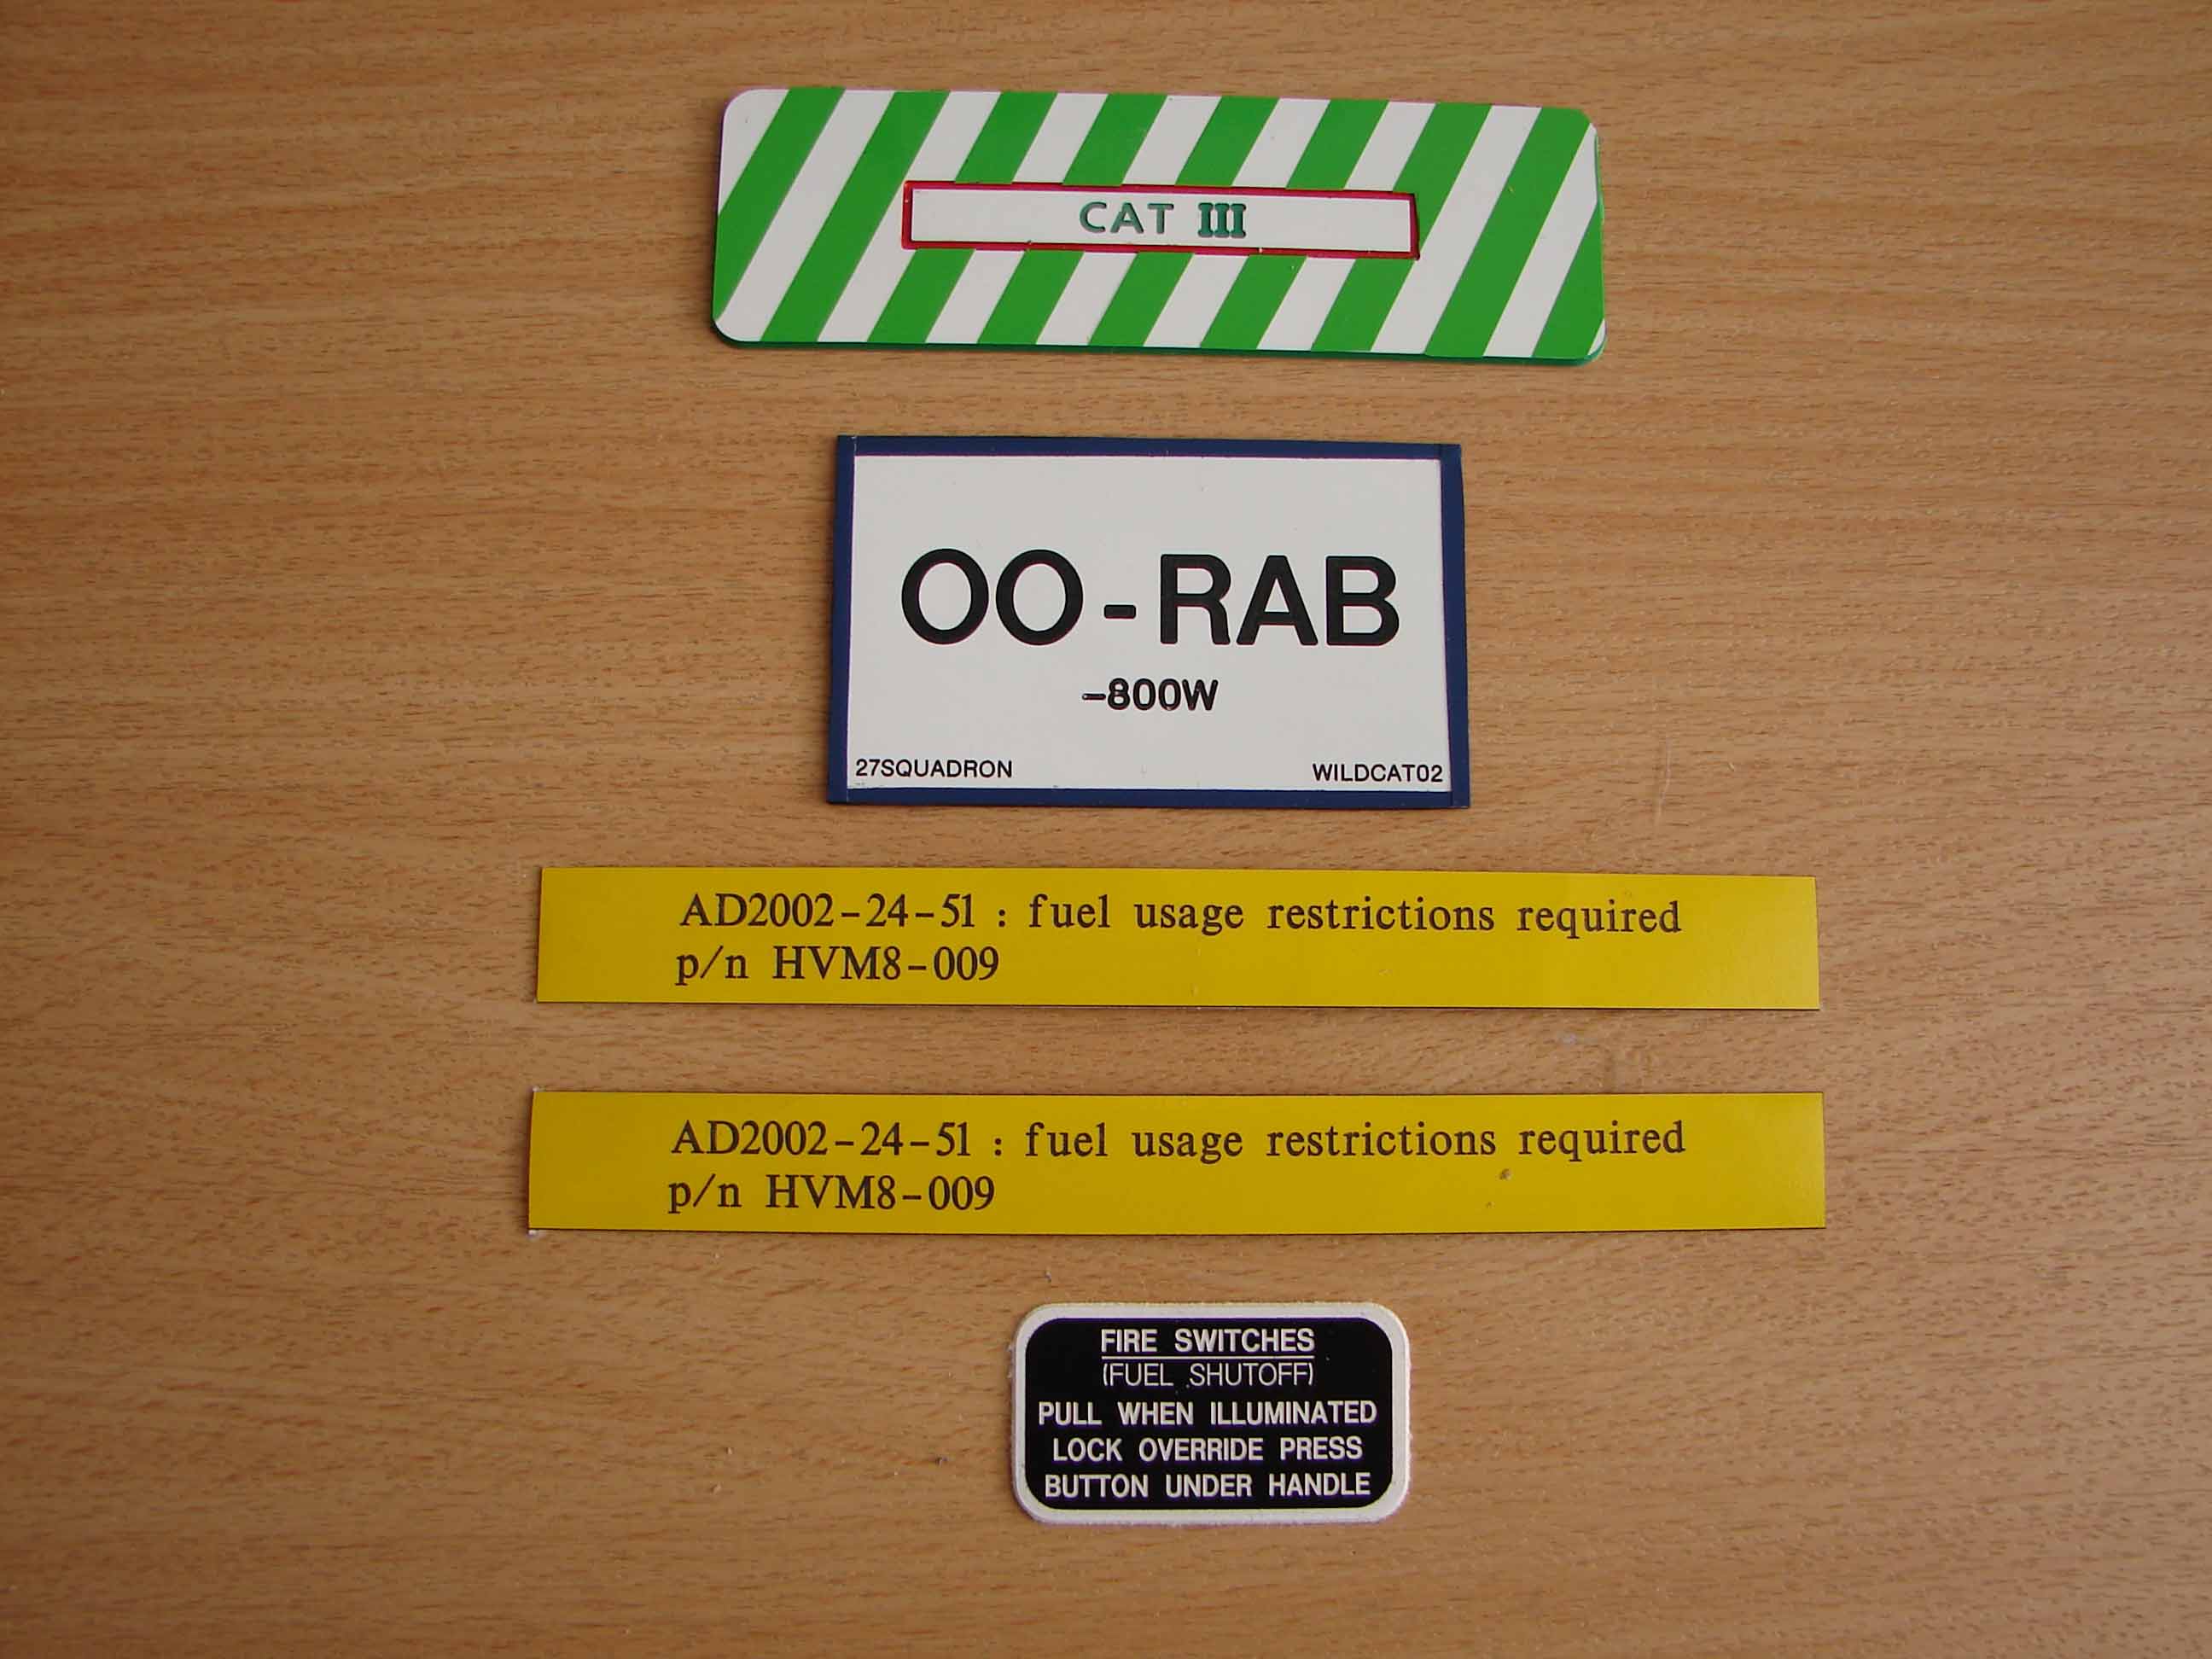 CAT III
OO-RAB
-800W
27SQUADRON WILDCAT02
AD2002-24-51 : fuel usage restrictions required
p/n HVM8-009
AD2002-24-51 : fuel usage restrictions required
p/n HVM8-009
FIRE SWITCHES
(FUEL SHUTOFF)
PULL WHEN ILLUMINATED
LOCK OVERRIDE PRESS
BUTTON UNDER HANDLE